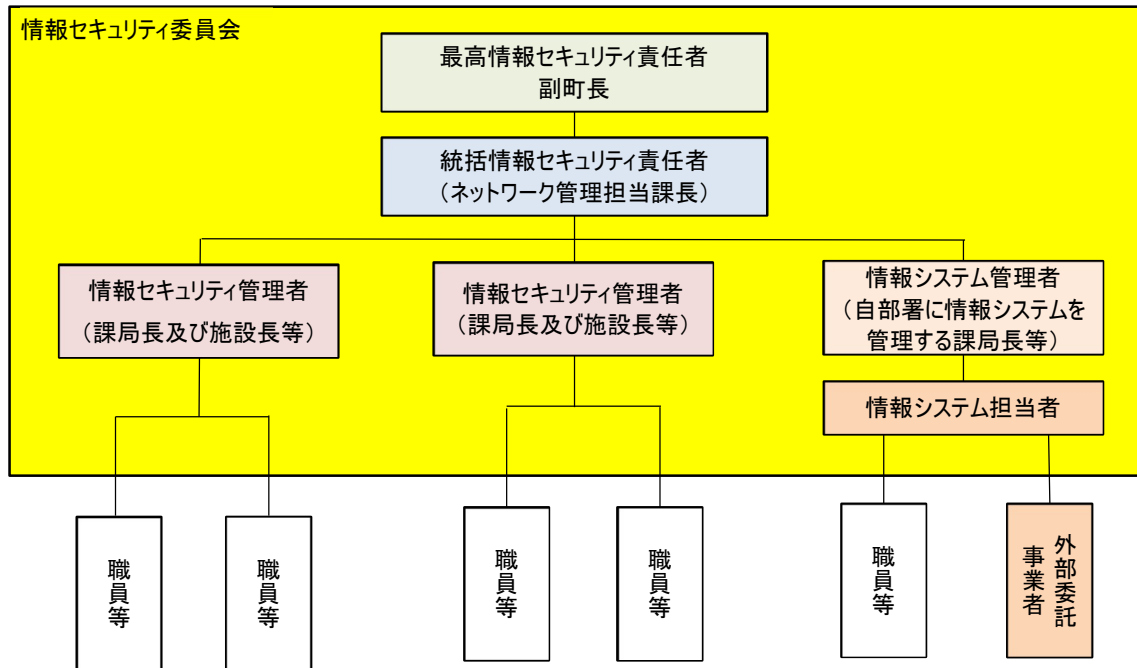 情報セキュリティ委員会
最高情報セキュリティ責任者
副町長
統括情報セキュリティ責任者
（ネットワーク管理担当課長）
情報セキュリティ管理者
（課局長及び施設長等）
情報セキュリティ管理者
（課局長及び施設長等）
情報システム管理者
（自部署に情報システムを
管理する課局長等）
情報システム担当者
職員等
職員等
職員等
職員等
職員等
外部委託
事業者